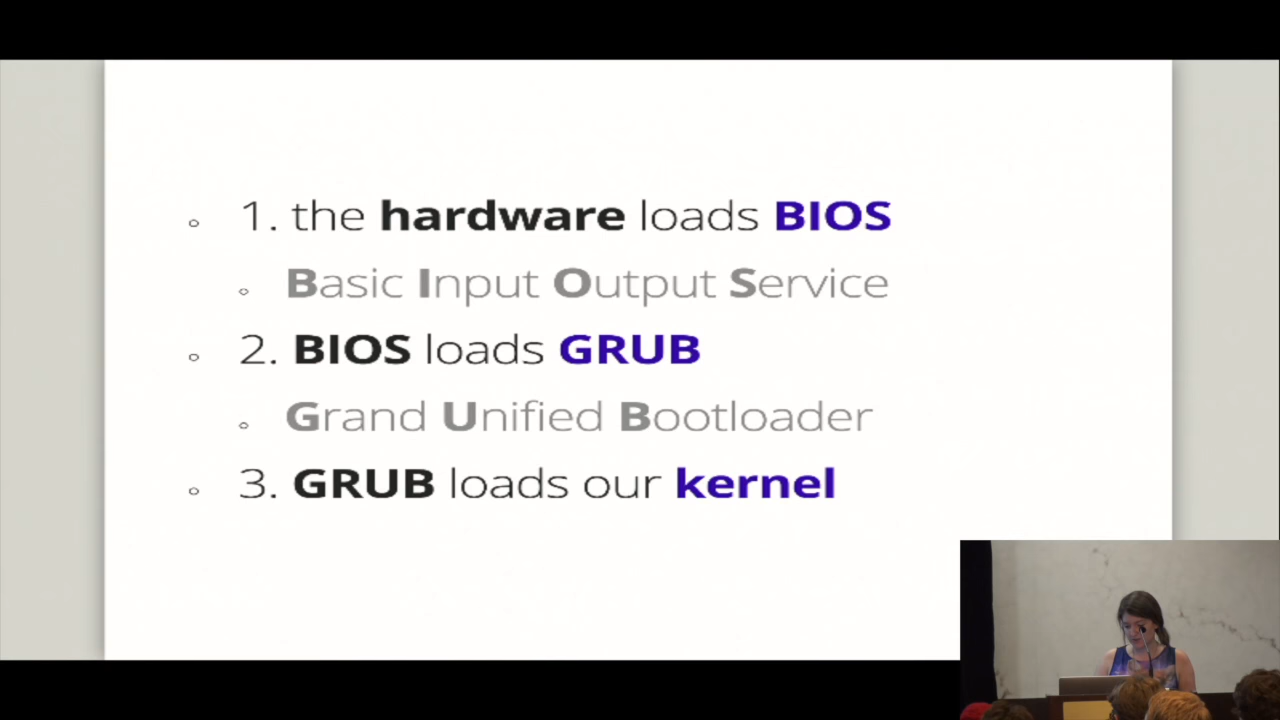 1. the hardware loads BIOS
Basic Input Output Service
2. BIOS loads GRUB
Grand Unified Bootloader
3. GRUB loads our kernel